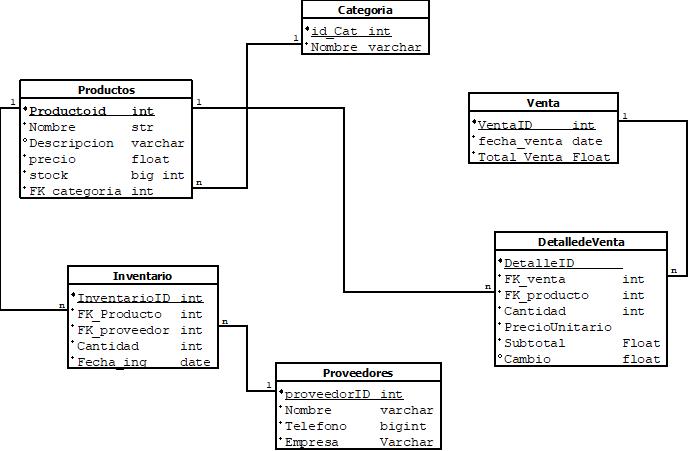 Categoria
id_Cat int
Nombre varchar
1
Productos
1
Productoid int
1
Nombre str
Descripcion varchar
precio float
stock big int
FK_categoria int
n
Venta
VentaID int
1
fecha_venta date
Total_Venta Float
DetalledeVenta
DetalleID
FK_venta int
n
FK_producto int
n
Cantidad int
PrecioUnitario
Subtotal Float
Cambio float
Inventario
InventarioID int
n
FK_Producto int
FK_proveedor int
n
Cantidad int
Fecha_ing date
Proveedores
1
proveedorID int
Nombre varchar
Telefono bigint
Empresa Varchar